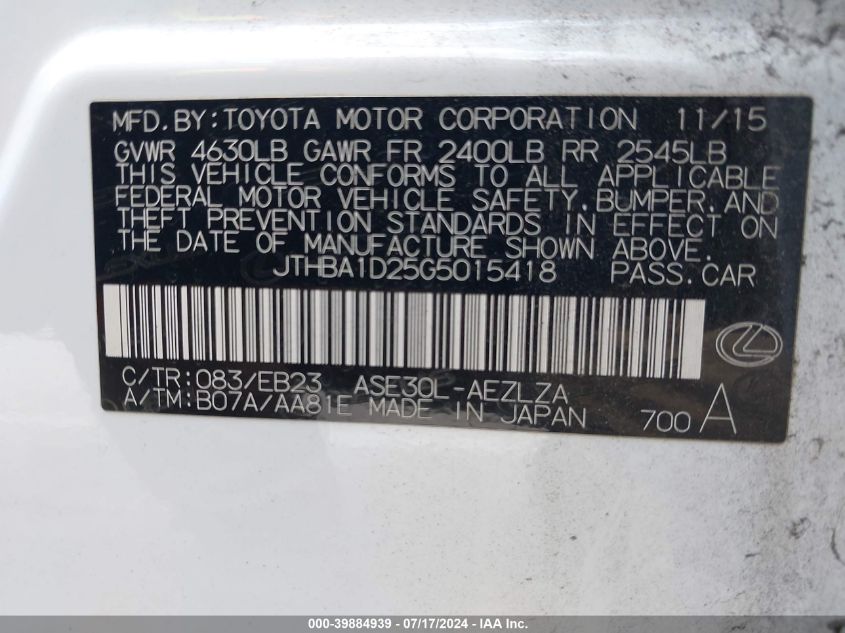 MFD. BY: TOYOTA MOTOR CORPORATION 11/15
GVWR 4630LB GAWR FR 2400LB RR 2545LB
THIS VEHICLE CONFORMS TO ALL APPLICABLE
FEDERAL MOTOR VEHICLE SAFETY, BUMPER, AND
THEFT PREVENTION STANDARDS IN EFFECT ON
THE DATE OF MANUFACTURE SHOWN ABOVE.
JTHBA1D25G5015418 PASS. CAR
C/TR: 083/EB23 ASE30L-AEZLZA
A/TM: B07A/AA81E MADE IN JAPAN 700 A
000-39884939 - 07/17/2024 - IAA Inc.